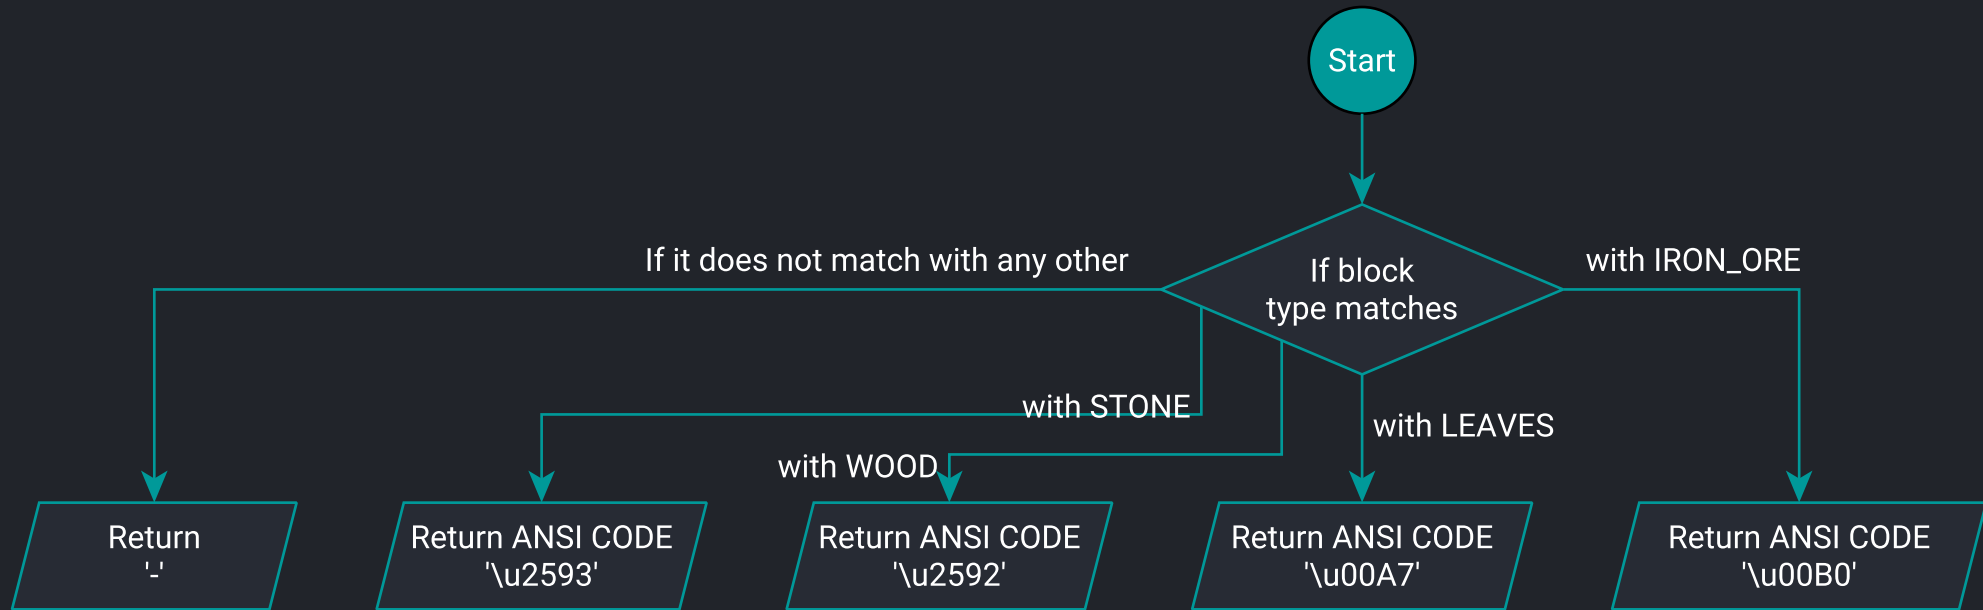 Start
If block
type matches
If it does not match with any other
with IRON_ORE
with STONE
with LEAVES
with WOOD
Return
'-'
Return ANSI CODE
'\u2593'
Return ANSI CODE
'\u2592'
Return ANSI CODE
'\u00A7'
Return ANSI CODE
'\u00B0'